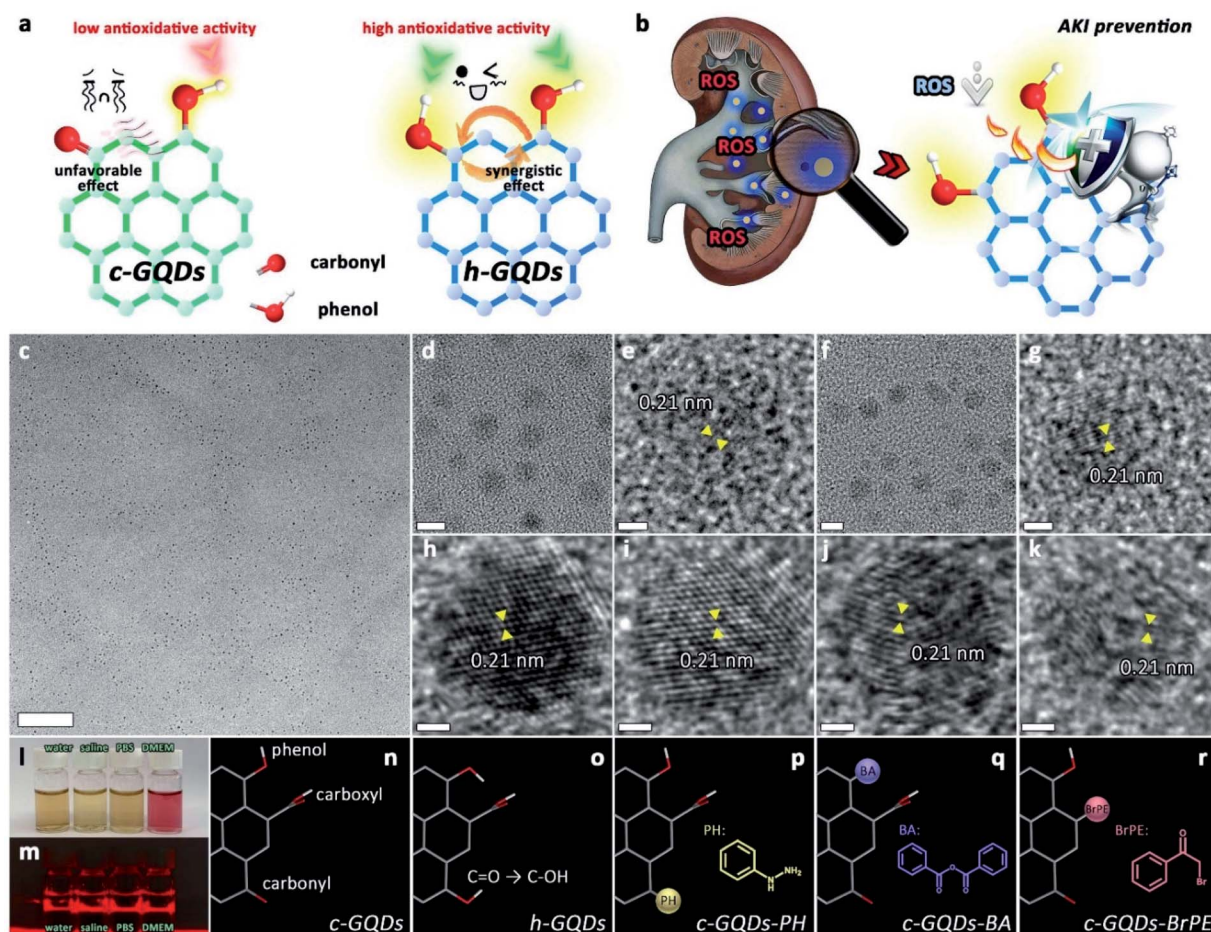 a
low antioxidative activity
high antioxidative activity
unfavorable
effect
synergistic
effect
c-GQDs
h-GQDs
carbonyl
phenol
b
AKI prevention
ROS
ROS
ROS
ROS
c
d
e
0.21 nm
f
g
0.21 nm
h
0.21 nm
i
0.21 nm
j
0.21 nm
k
0.21 nm
l
water saline PBS DMEM
m
water saline PBS DMEM
n
phenol
carboxyl
carbonyl
c-GQDs
o
C=O → C-OH
h-GQDs
p
PH:
N
H
NH₂
PH
c-GQDs-PH
q
BA
BA:
O
O
O
c-GQDs-BA
r
BrPE
BrPE:
O
Br
c-GQDs-BrPE